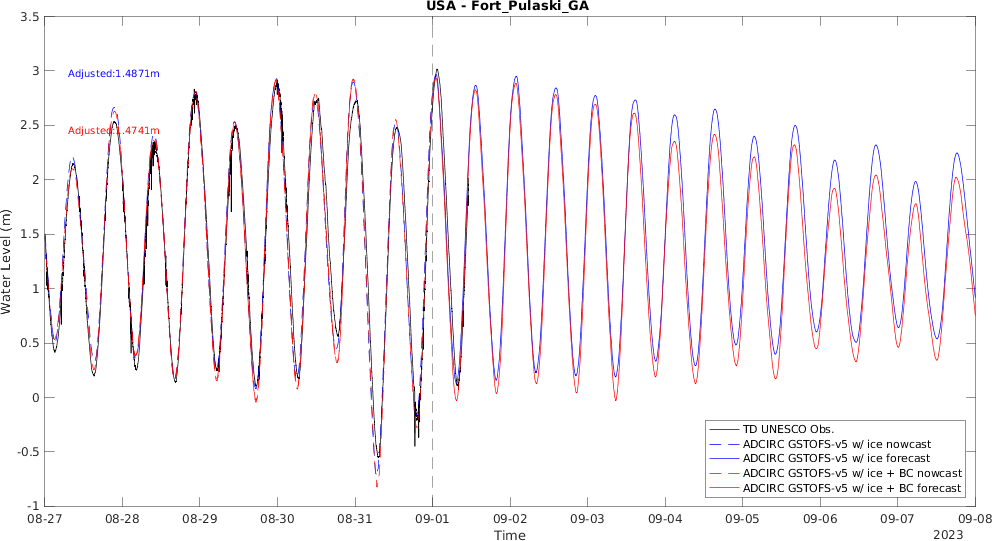 USA - Fort_Pulaski_GA
3.5
3
2.5
2
1.5
1
0.5
0
-0.5
-1
Water Level (m)
Adjusted:1.4871m
Adjusted:1.4741m
TD UNESCO Obs.
ADCIRC GSTOFS-v5 w/ ice nowcast
ADCIRC GSTOFS-v5 w/ ice forecast
ADCIRC GSTOFS-v5 w/ ice + BC nowcast
ADCIRC GSTOFS-v5 w/ ice + BC forecast
08-27 08-28 08-29 08-30 08-31 09-01 09-02 09-03 09-04 09-05 09-06 09-07 09-08
Time
2023